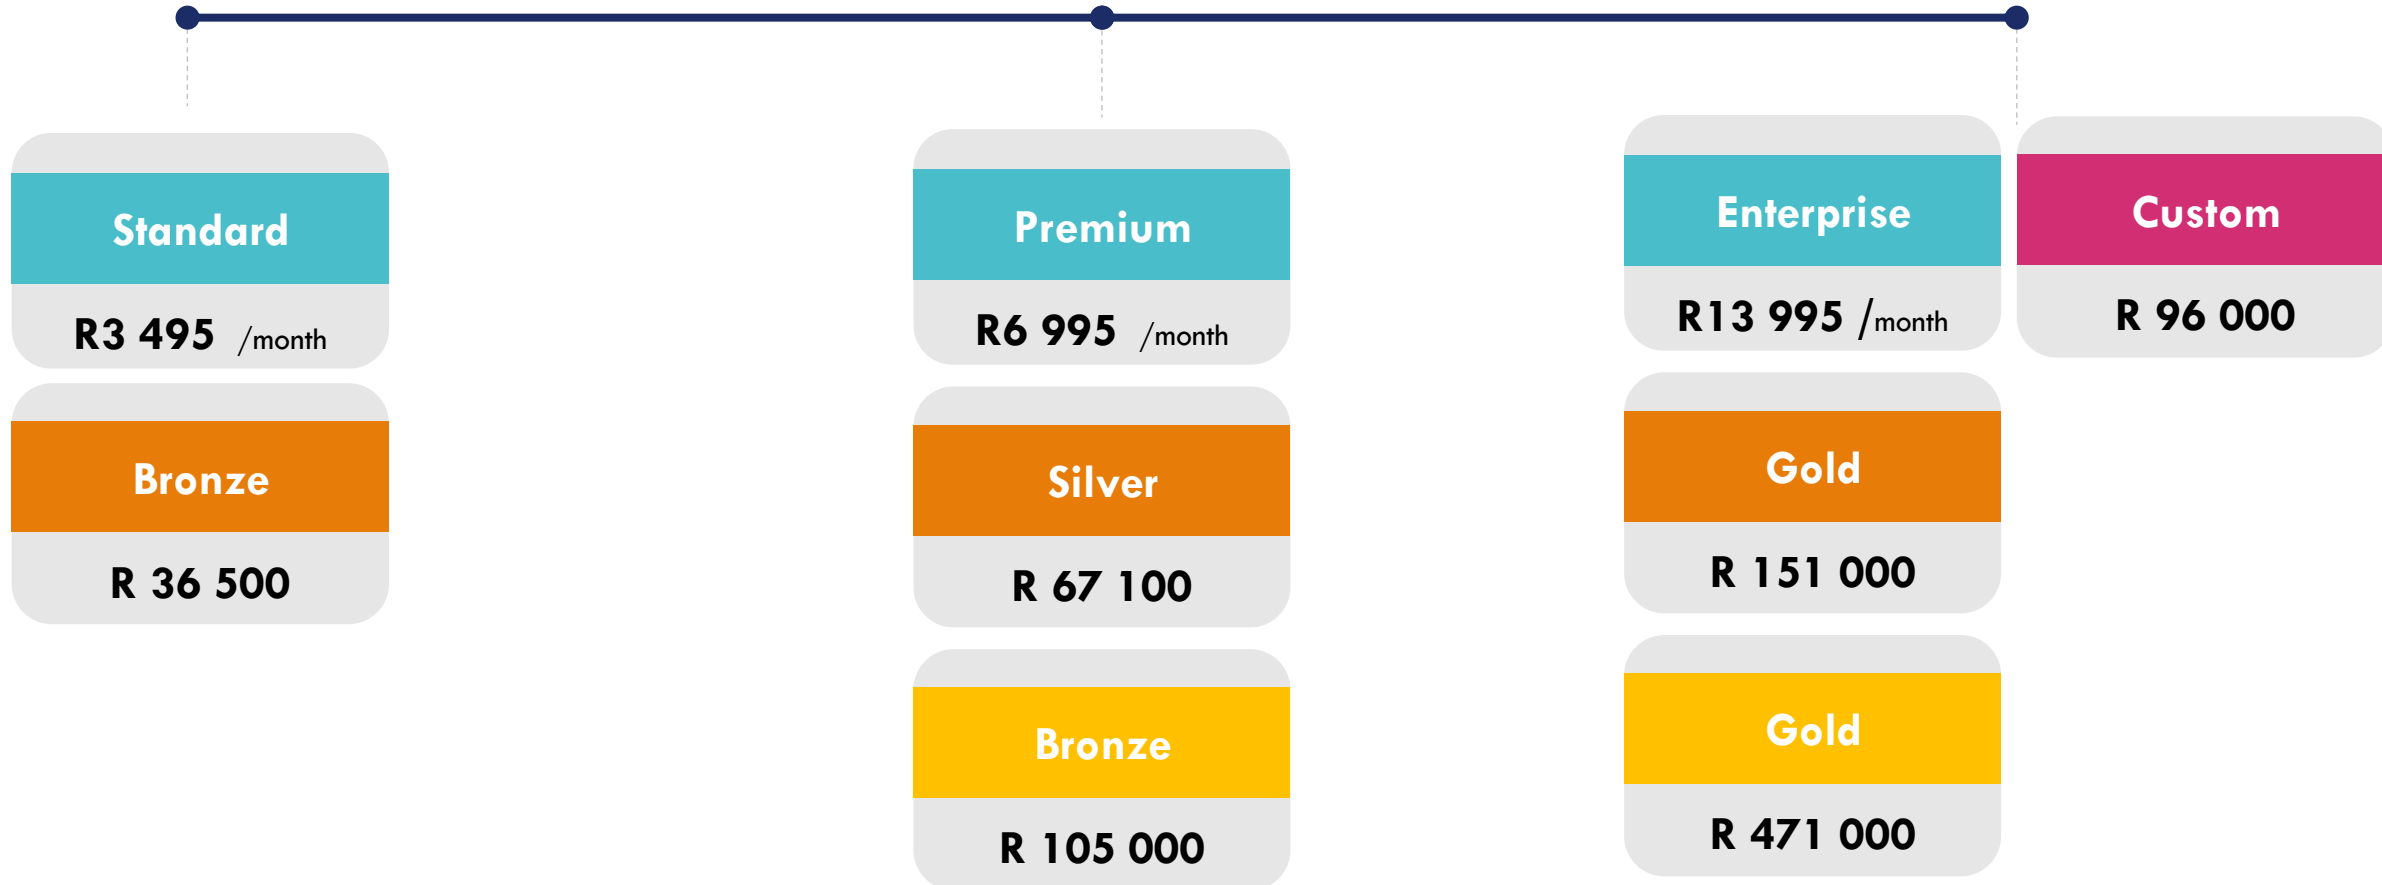 Standard
R3 495 /month
Bronze
R 36 500
Premium
R6 995 /month
Silver
R 67 100
Bronze
R 105 000
Enterprise
R13 995 /month
Gold
R 151 000
Gold
R 471 000
Custom
R 96 000